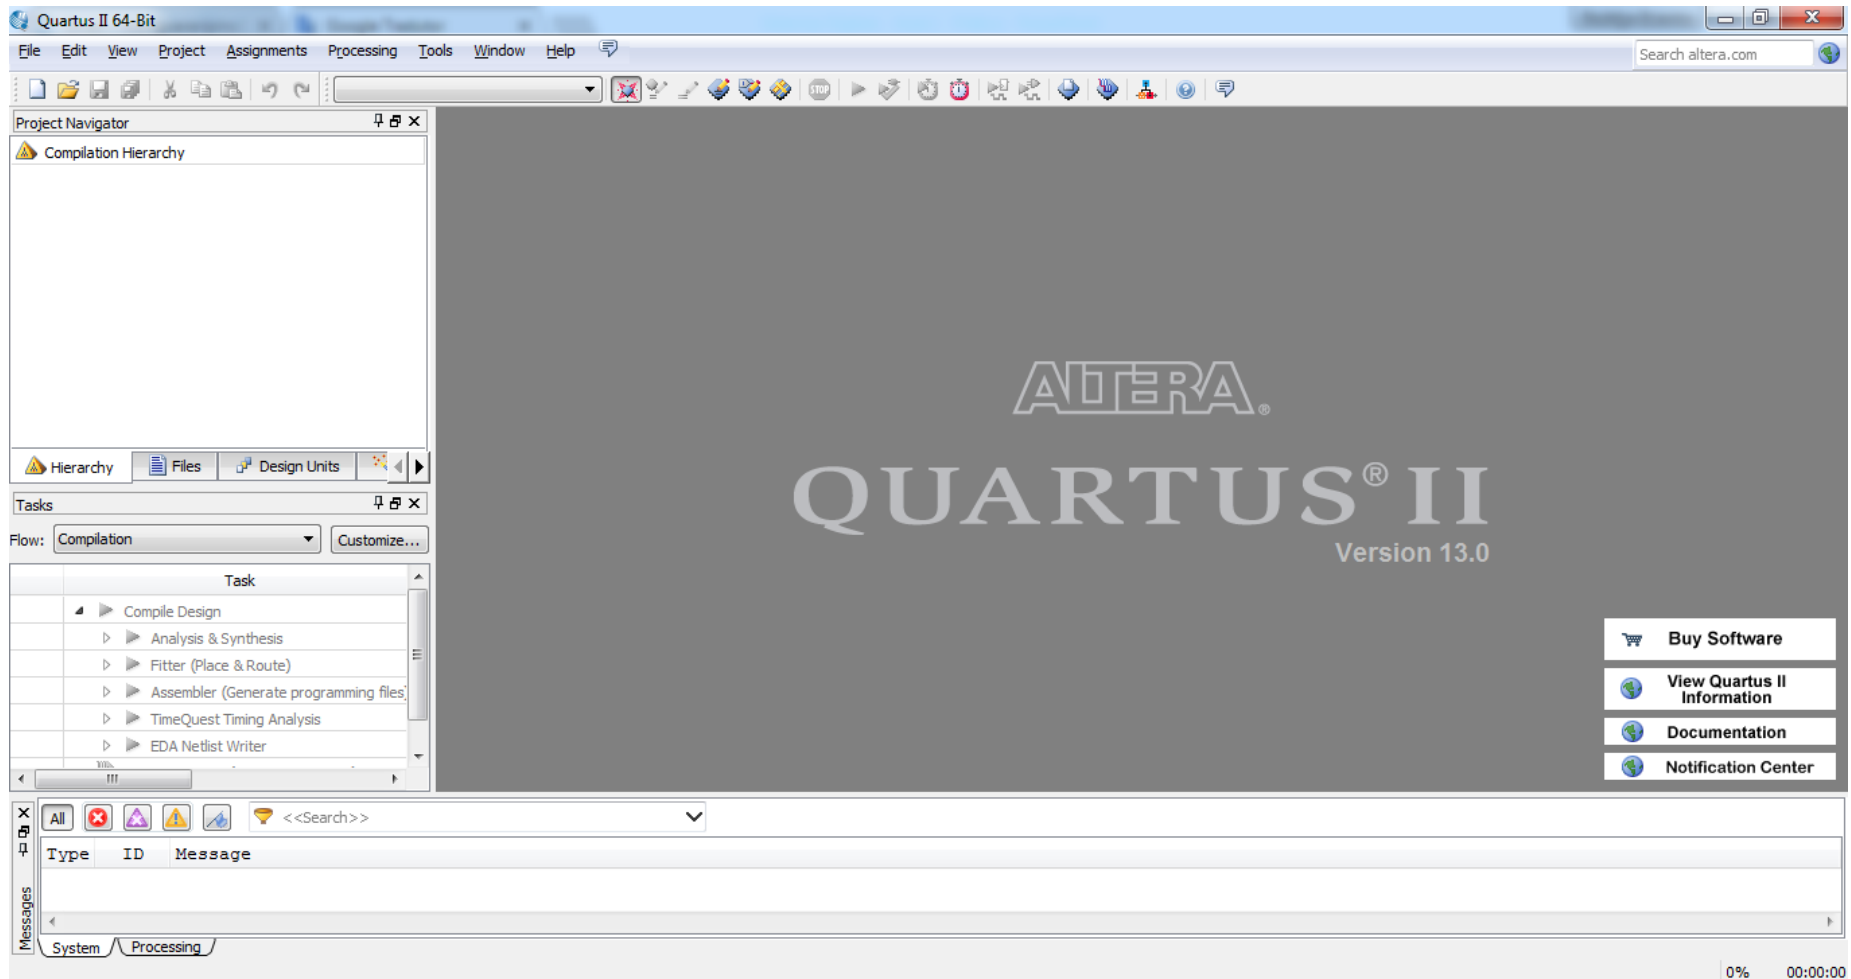 Quartus II 64-Bit
File Edit View Project Assignments Processing Tools Window Help
Search altera.com
STOP
Project Navigator
Compilation Hierarchy
Hierarchy Files Design Units
Tasks
Flow: Compilation Customize...
Task
Compile Design
Analysis & Synthesis
Fitter (Place & Route)
Assembler (Generate programming files)
TimeQuest Timing Analysis
EDA Netlist Writer
ALTERA®
QUARTUS® II
Version 13.0
Buy Software
View Quartus II
Information
Documentation
Notification Center
All <<Search>>
Type ID Message
Messages
System Processing
0% 00:00:00